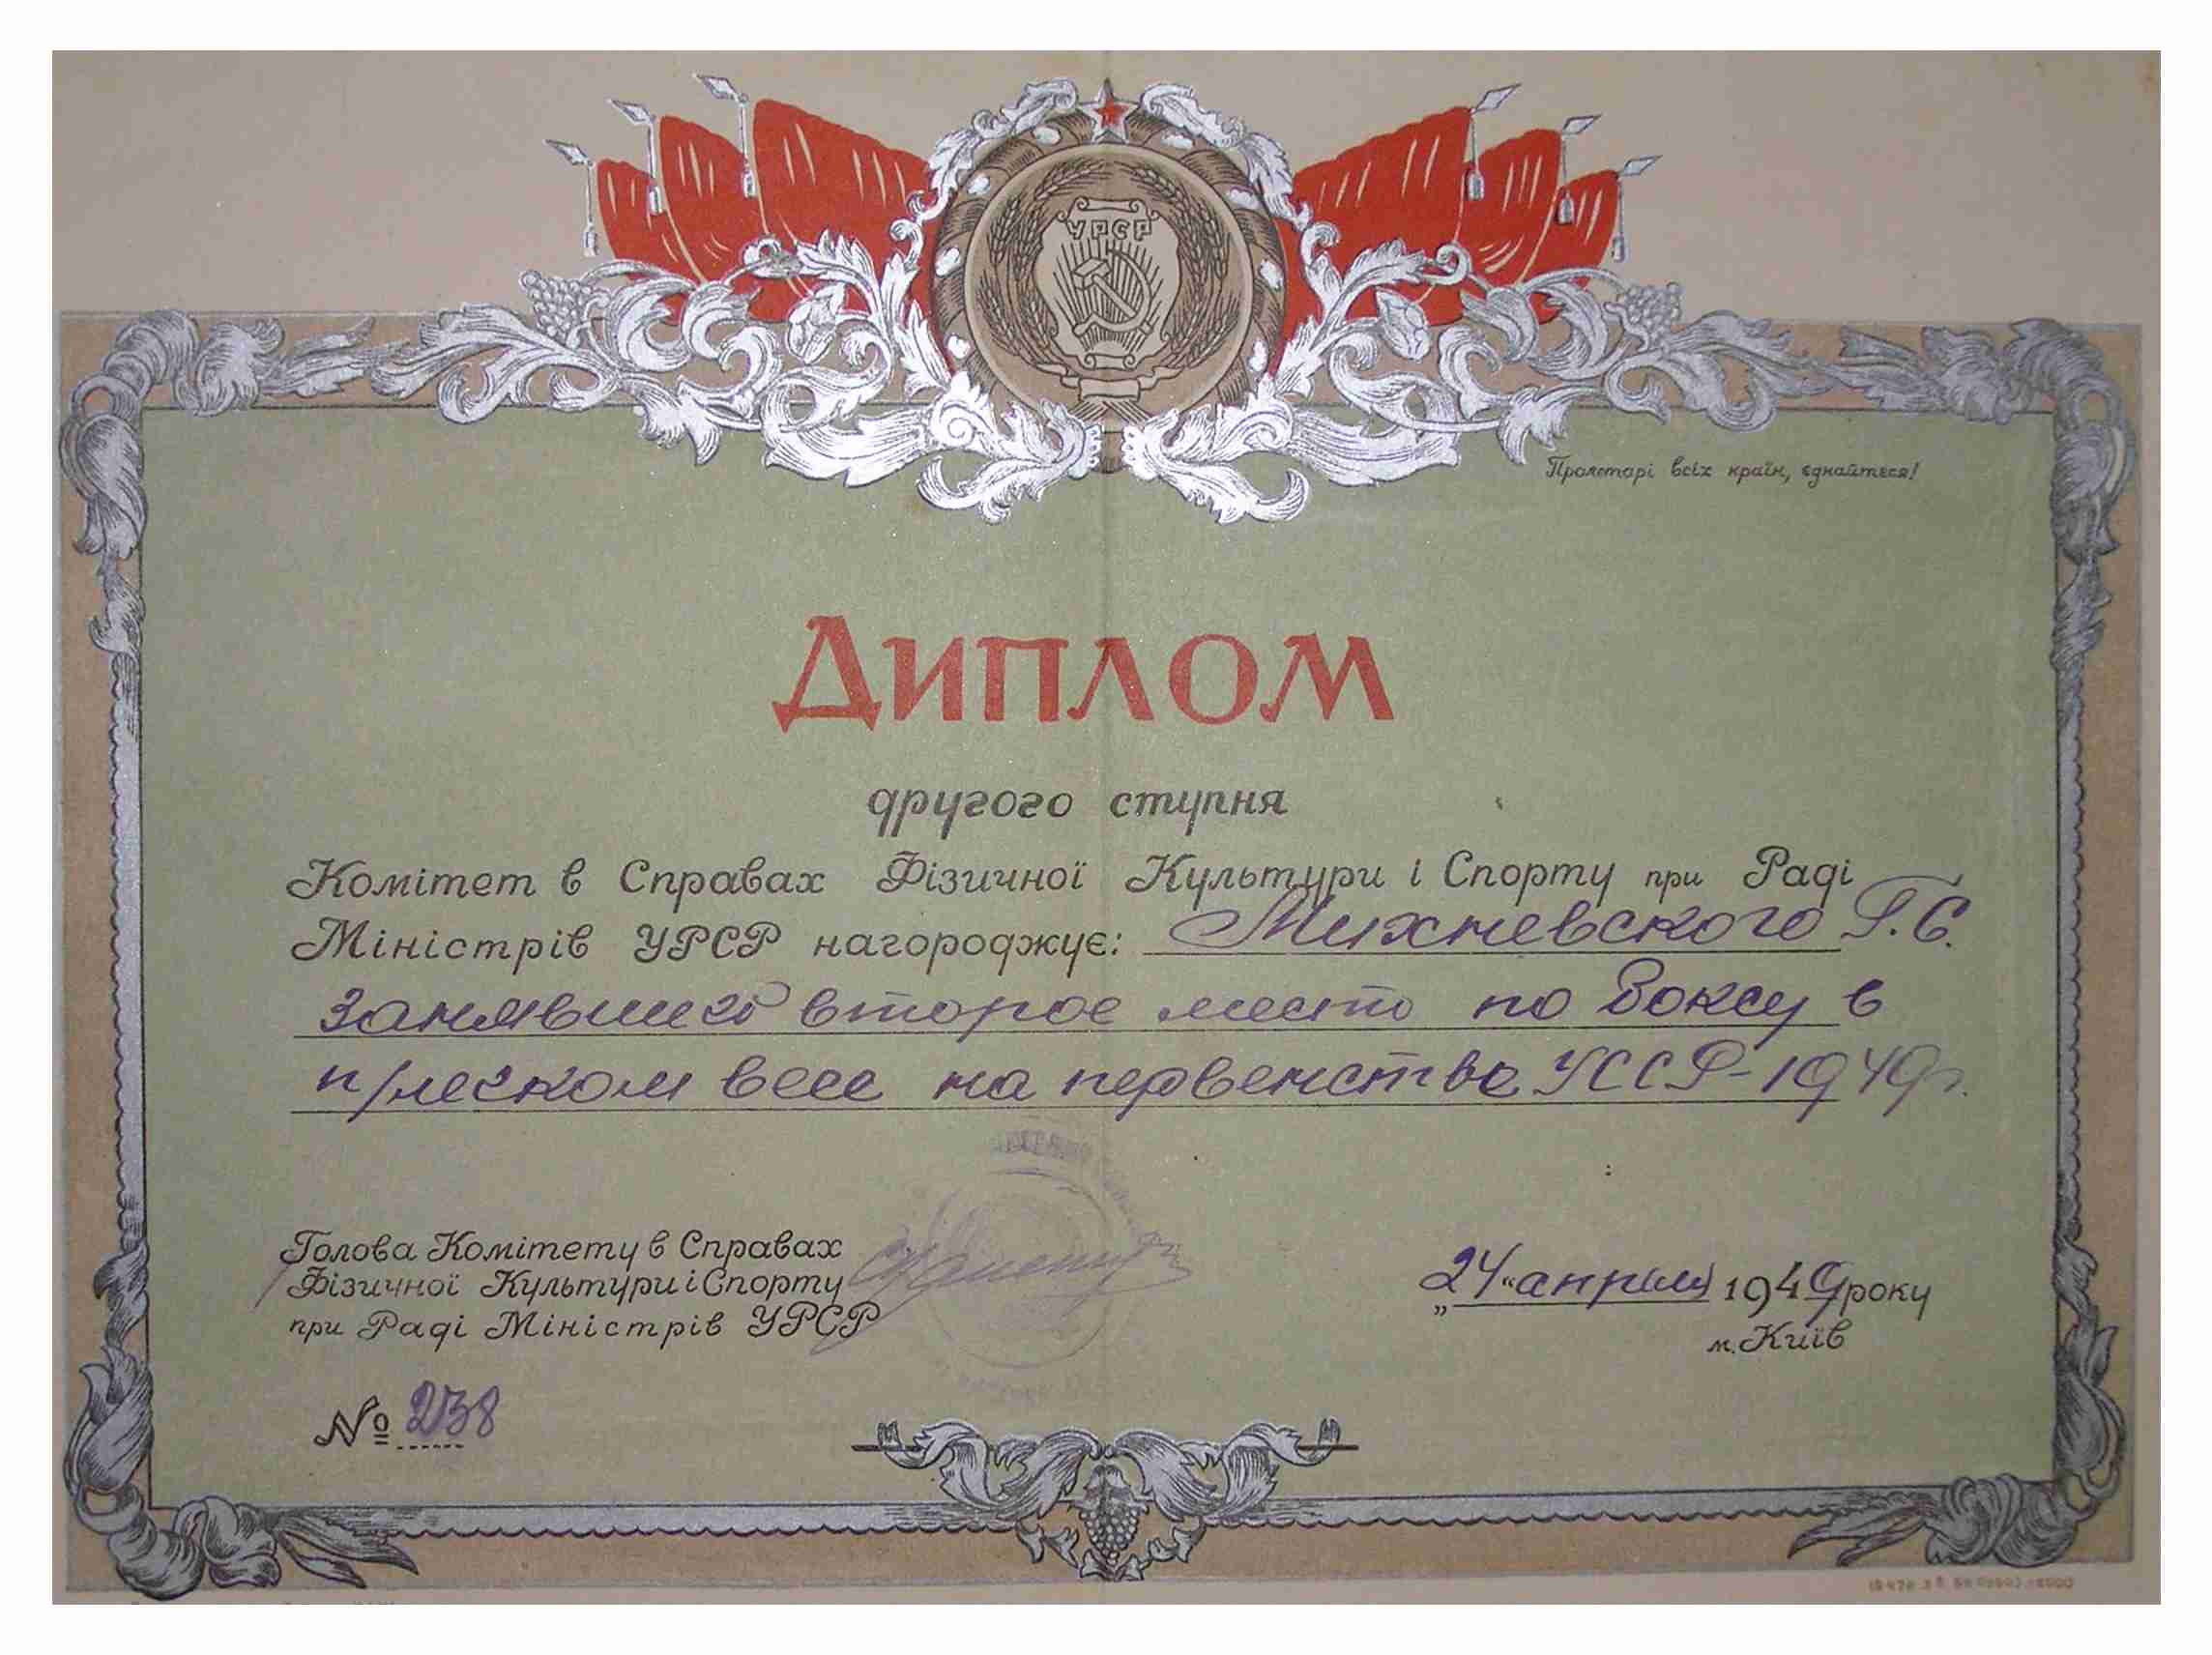 УРСР
Пролетарі всіх країн, єднайтеся!
ДИПЛОМ
другого ступня
Комітет в Справах Фізичної Культури і Спорту при Раді
Міністрів УРСР нагороджує: Михневского Г. С.
занявший второе место по боксу в
п/легком весе на первенстве УССР-1949г.
Голова Комітету в Справах
Фізичної Культури і Спорту
при Раді Міністрів УРСР
„24“ апреля 1949 року
м. Київ
№ 238